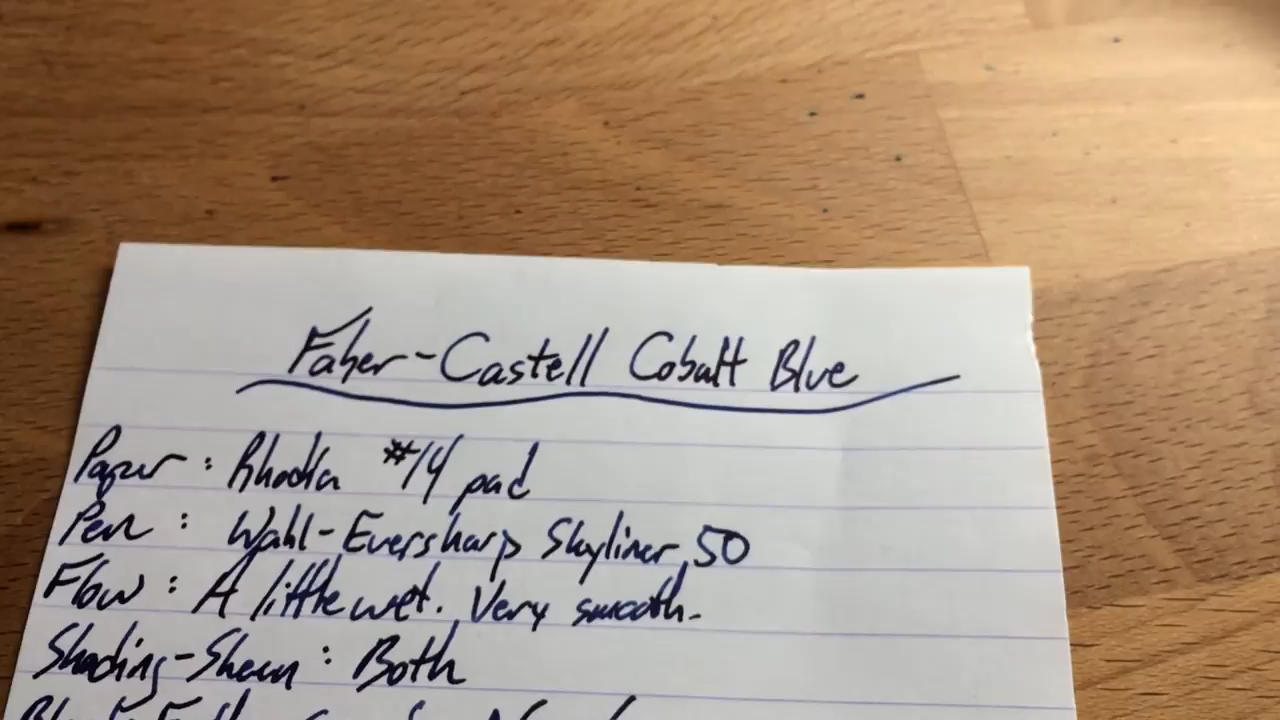 Faber-Castell Cobalt Blue
Paper : Rhodia #14 pad
Pen : Wahl-Eversharp Skyliner 50
Flow : A little wet. Very smooth.
Shading-Sheen : Both